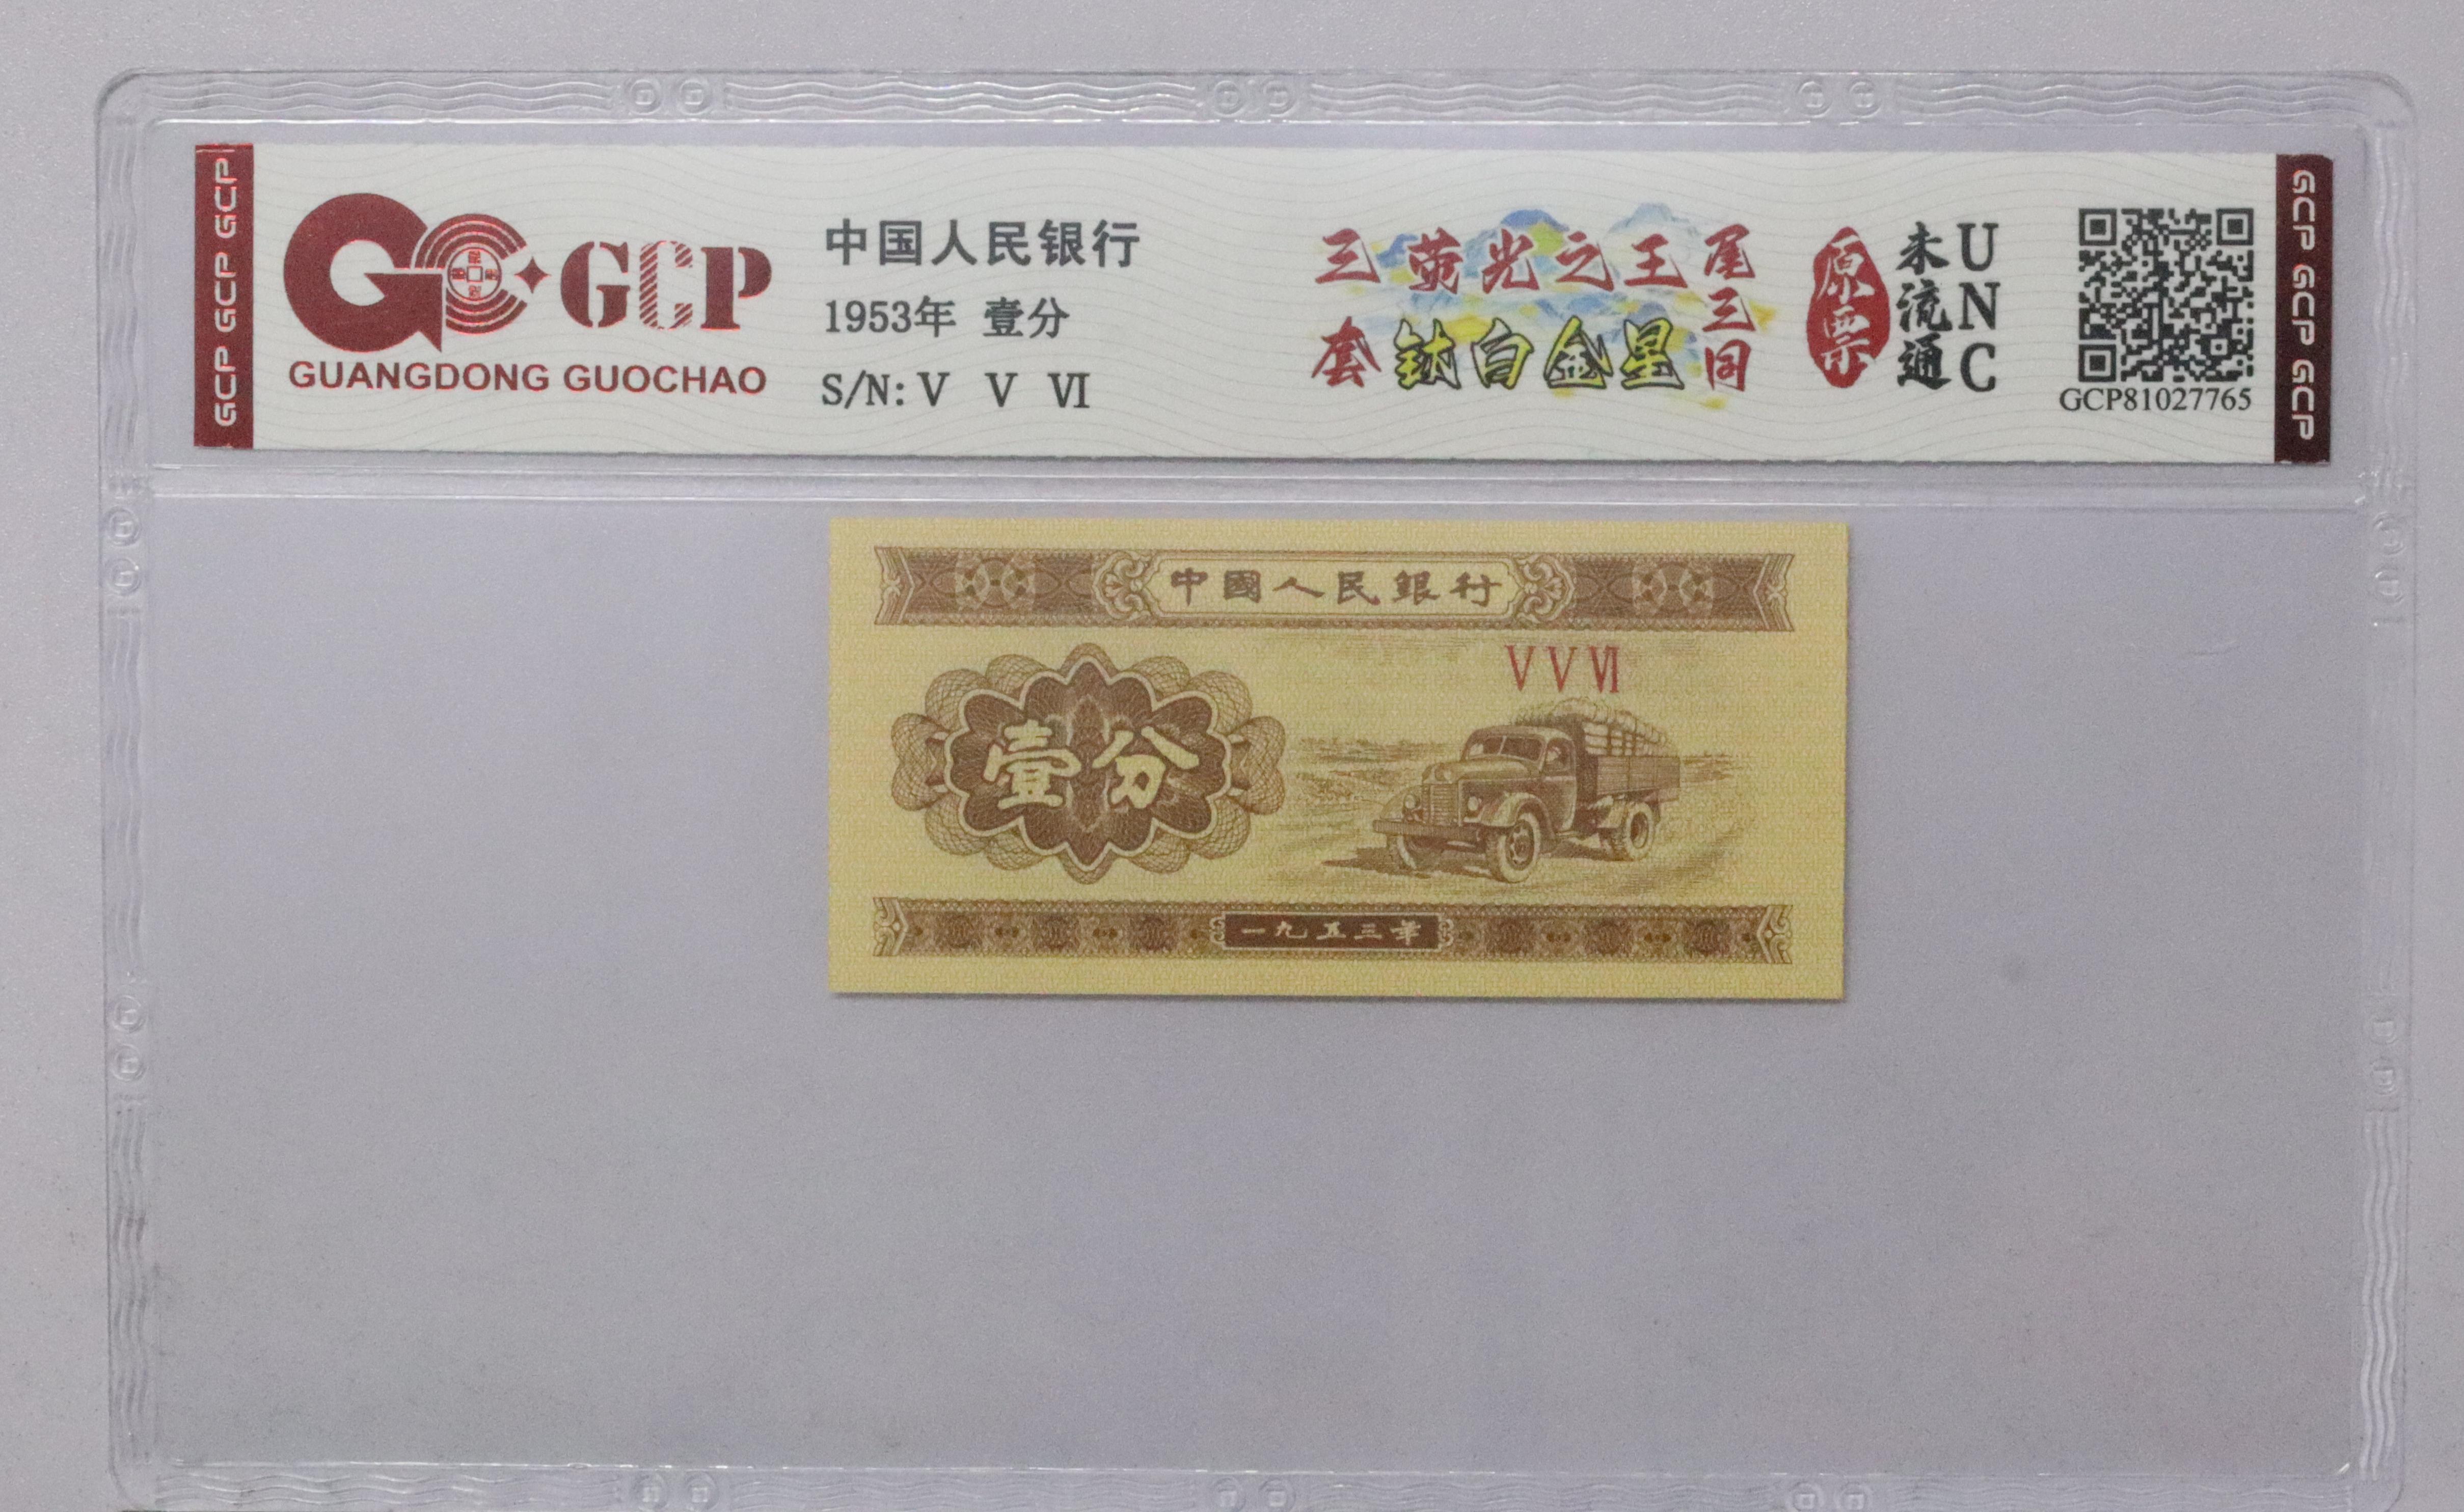 GCP GCP GCP
GCP
GUANGDONG GUOCHAO
中国人民银行
1953年 壹分
S/N: V V VI
三套
荧光之王
钛白金星
尾三同
原票
未流通
UNC
GCP81027765
GCP GCP GCP
中國人民銀行
V V VI
壹分
一九五三年